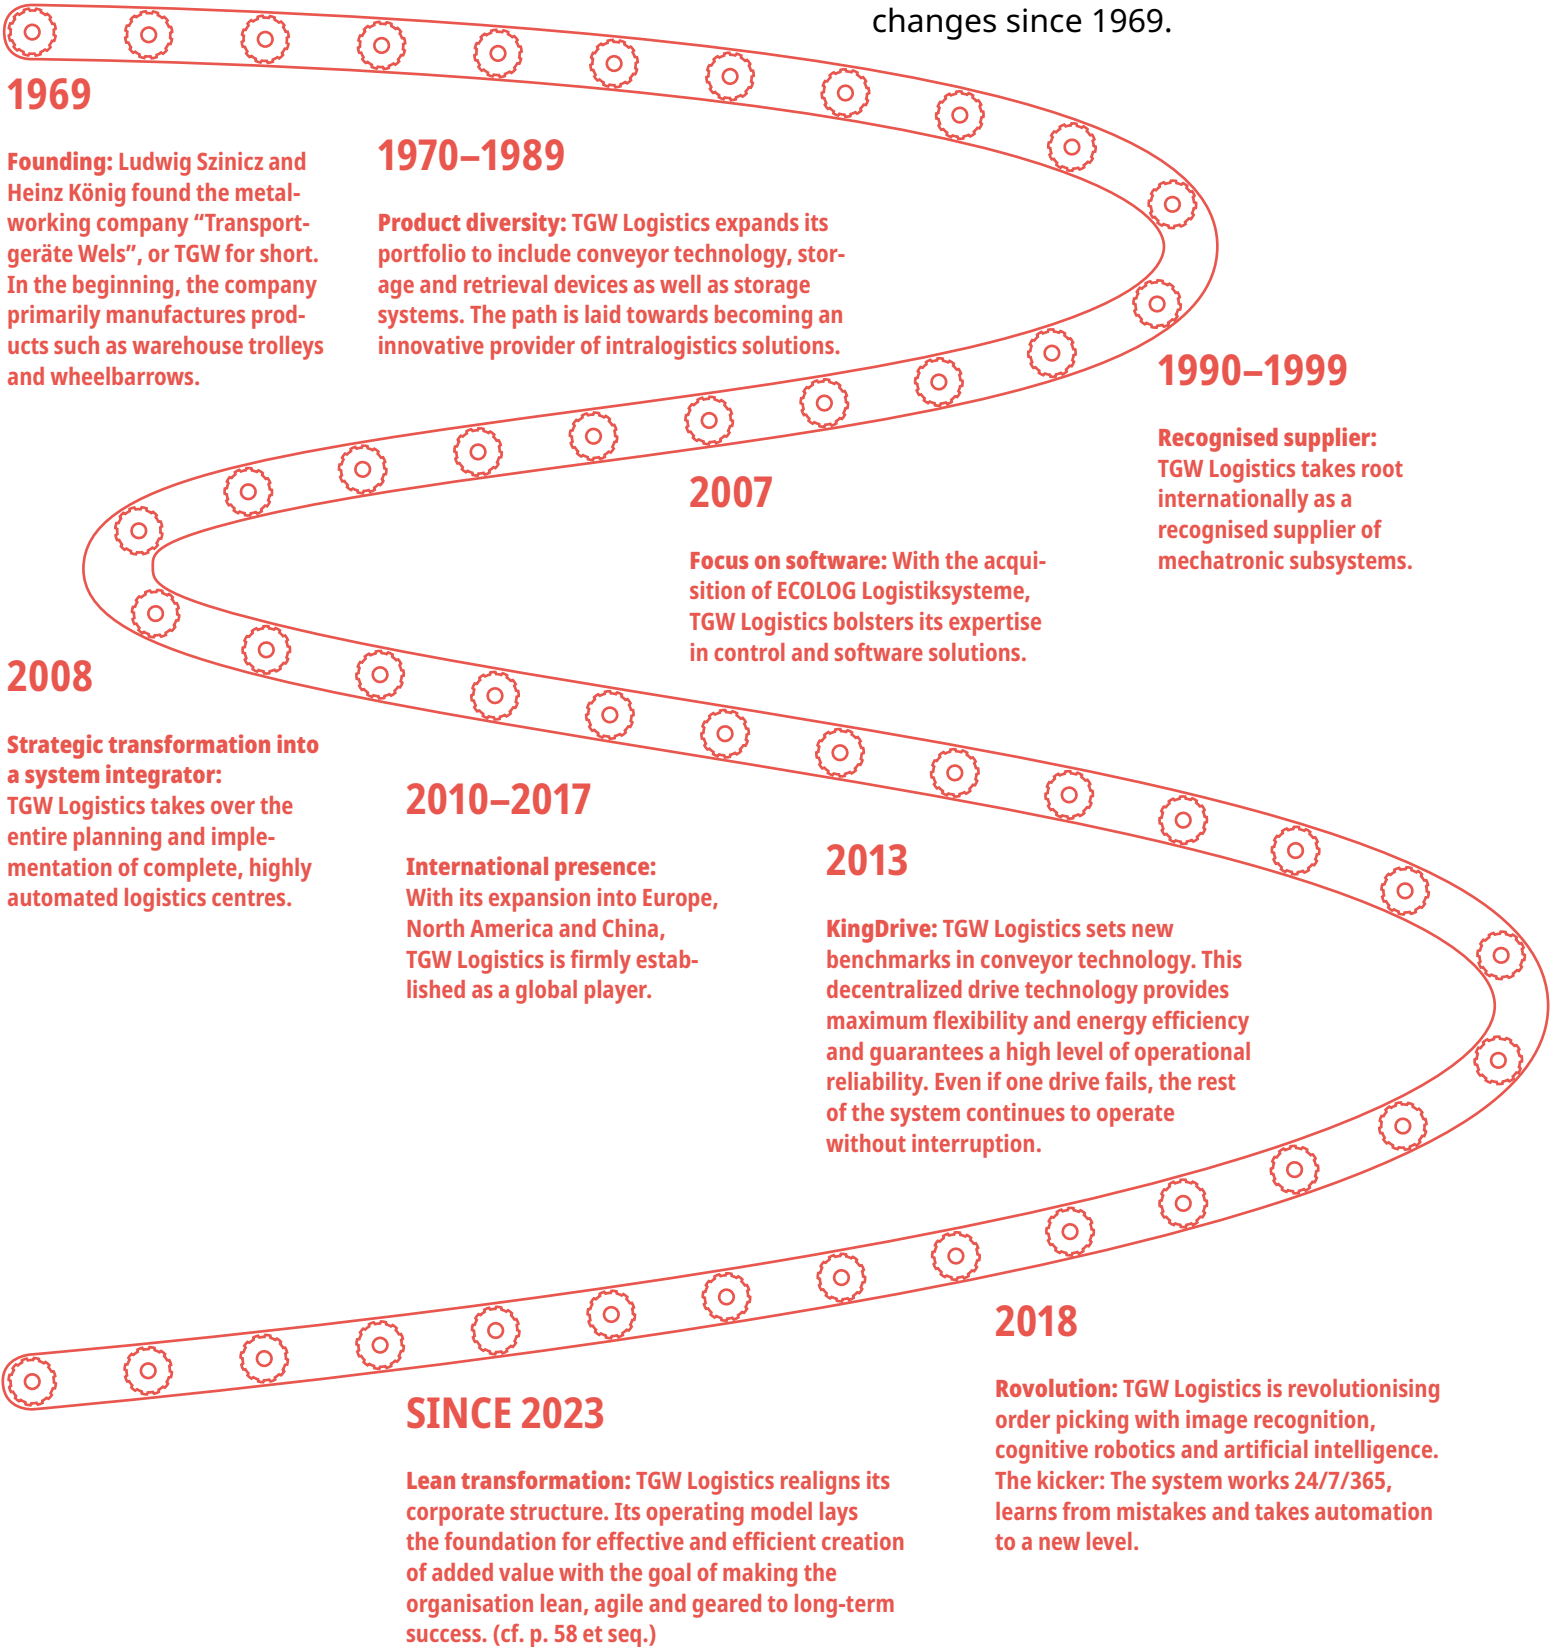 changes since 1969.
1969
Founding: Ludwig Szinicz and
Heinz König found the metal-
working company “Transport-
geräte Wels”, or TGW for short.
In the beginning, the company
primarily manufactures prod-
ucts such as warehouse trolleys
and wheelbarrows.
1970–1989
Product diversity: TGW Logistics expands its
portfolio to include conveyor technology, stor-
age and retrieval devices as well as storage
systems. The path is laid towards becoming an
innovative provider of intralogistics solutions.
1990–1999
Recognised supplier:
TGW Logistics takes root
internationally as a
recognised supplier of
mechatronic subsystems.
2007
Focus on software: With the acqui-
sition of ECOLOG Logistiksysteme,
TGW Logistics bolsters its expertise
in control and software solutions.
2008
Strategic transformation into
a system integrator:
TGW Logistics takes over the
entire planning and imple-
mentation of complete, highly
automated logistics centres.
2010–2017
International presence:
With its expansion into Europe,
North America and China,
TGW Logistics is firmly estab-
lished as a global player.
2013
KingDrive: TGW Logistics sets new
benchmarks in conveyor technology. This
decentralized drive technology provides
maximum flexibility and energy efficiency
and guarantees a high level of operational
reliability. Even if one drive fails, the rest
of the system continues to operate
without interruption.
2018
Rovolution: TGW Logistics is revolutionising
order picking with image recognition,
cognitive robotics and artificial intelligence.
The kicker: The system works 24/7/365,
learns from mistakes and takes automation
to a new level.
SINCE 2023
Lean transformation: TGW Logistics realigns its
corporate structure. Its operating model lays
the foundation for effective and efficient creation
of added value with the goal of making the
organisation lean, agile and geared to long-term
success. (cf. p. 58 et seq.)